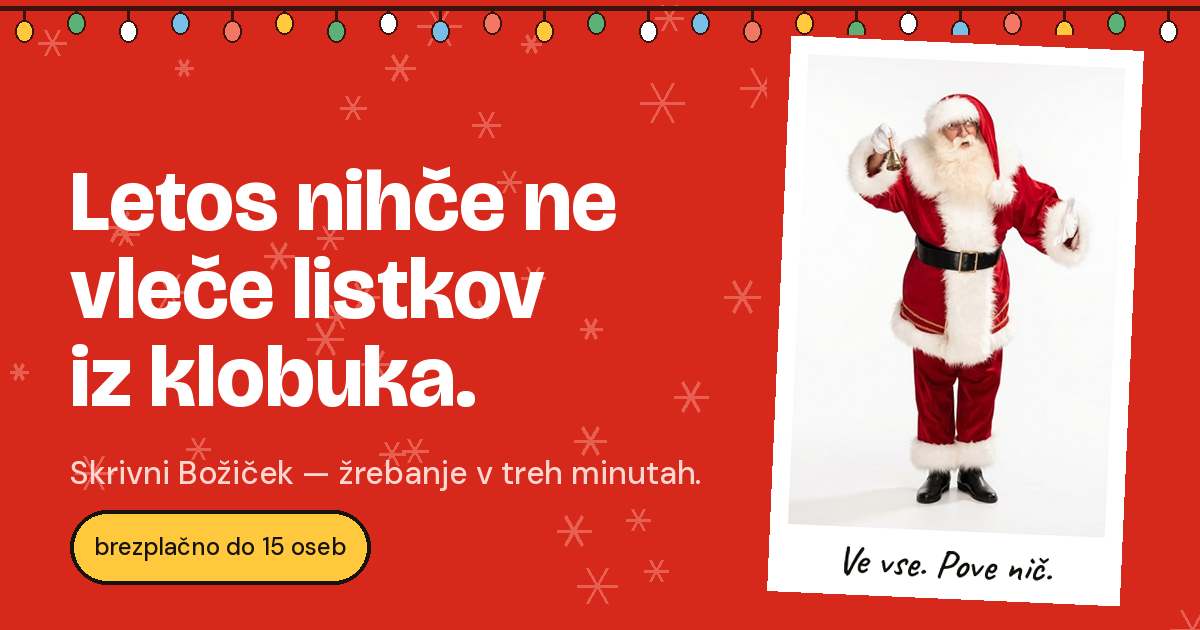 Letos nihče ne
vleče listkov
iz klobuka.
Skrivni Božiček — žrebanje v treh minutah.
brezplačno do 15 oseb
Ve vse. Pove nič.